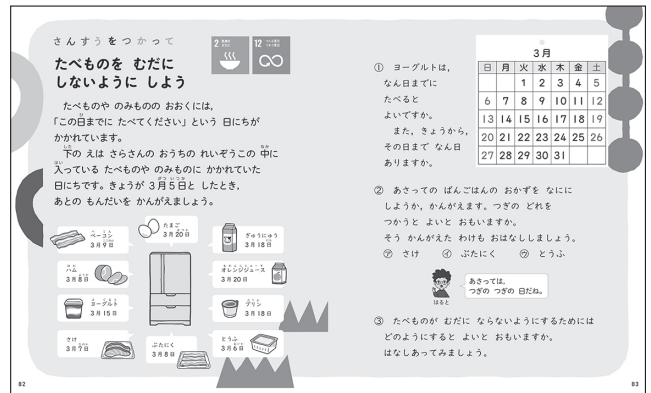 さんすうをつかって
たべものを むだに
しないように しよう
2
12
たべものや のみものの おおくには,
「この日までに たべてください」という 日にちが
かかれています。
下の えは さらさんの おうちの れいぞうこの 中に
入っている たべものや のみものに かかれていた
日にちです。きょうが 3月5日と したとき,
あとの もんだいを かんがえましょう。
たまご
3月20日
ベーコン
3月9日
ぎゅうにゅう
3月18日
ハム
3月8日
オレンジジュース
3月20日
ヨーグルト
3月15日
プリン
3月18日
さけ
3月7日
ぶたにく
3月8日
とうふ
3月6日
82
① ヨーグルトは,
なん日までに
たべると
よいですか。
また,きょうから,
その日まで なん日
ありますか。
3月
日 月 火 水 木 金 土
1 2 3 4 5
6 7 8 9 10 11 12
13 14 15 16 17 18 19
20 21 22 23 24 25 26
27 28 29 30 31
② あさっての ばんごはんの おかずを なにに
しようか,かんがえます。つぎの どれを
つかうと よいと おもいますか。
そう かんがえた わけも おはなししましょう。
㋐ さけ ㋑ ぶたにく ㋒ とうふ
あさっては,
つぎの つぎの 日だね。
はると
③ たべものが むだに ならないようにするためには
どのようにすると よいと おもいますか。
はなしあってみましょう。
83